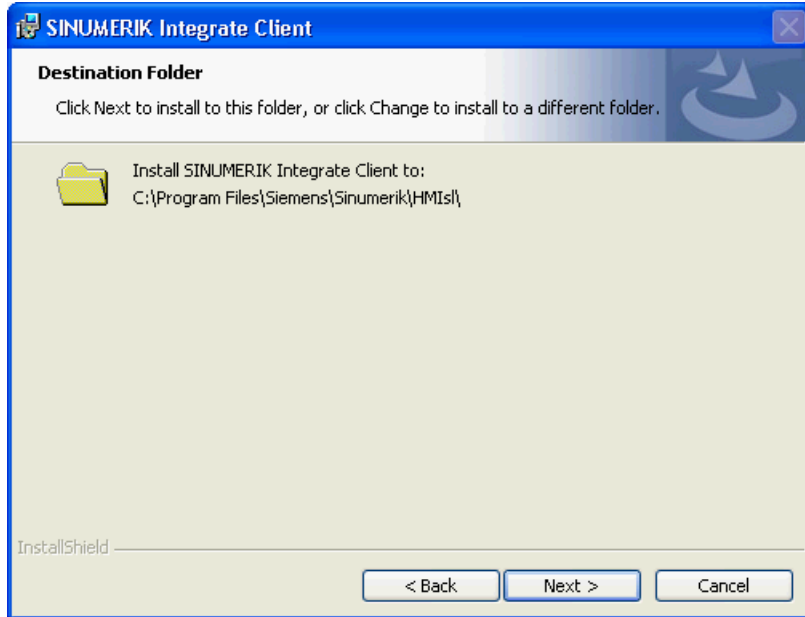 SINUMERIK Integrate Client
Destination Folder
Click Next to install to this folder, or click Change to install to a different folder.
Install SINUMERIK Integrate Client to:
C:\Program Files\Siemens\Sinumerik\HMIsl\
InstallShield
< Back
Next >
Cancel